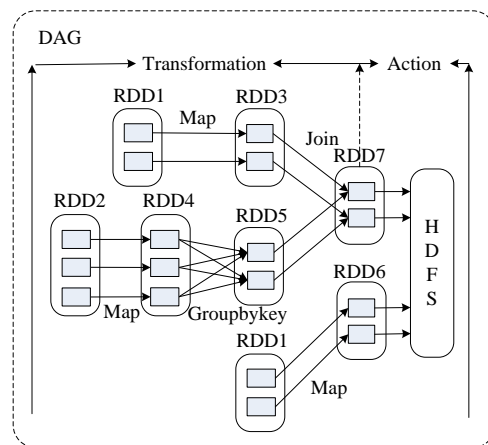 DAG
Transformation Action
RDD1 RDD3
Map
Join
RDD7
RDD2 RDD4
RDD5
H
D
F
S
RDD6
Map
Groupbykey
RDD1
Map